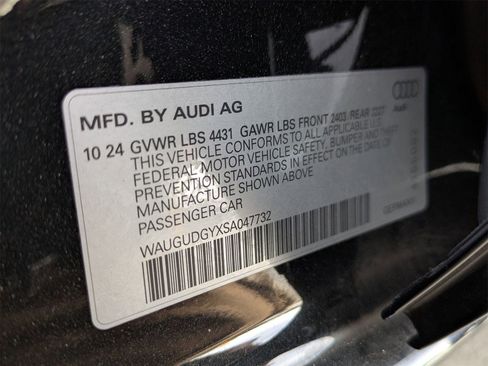 MFD. BY AUDI AG
Audi
10 24 GVWR LBS 4431 GAWR LBS FRONT 2403 /REAR
THIS VEHICLE CONFORMS TO ALL APPLICABLE U.S.
FEDERAL MOTOR VEHICLE SAFETY, BUMPER AND THEFT
PREVENTION STANDARDS IN EFFECT ON THE DATE OF
MANUFACTURE SHOWN ABOVE
PASSENGER CAR
GERMANY
WAUGUDGYXSA047732